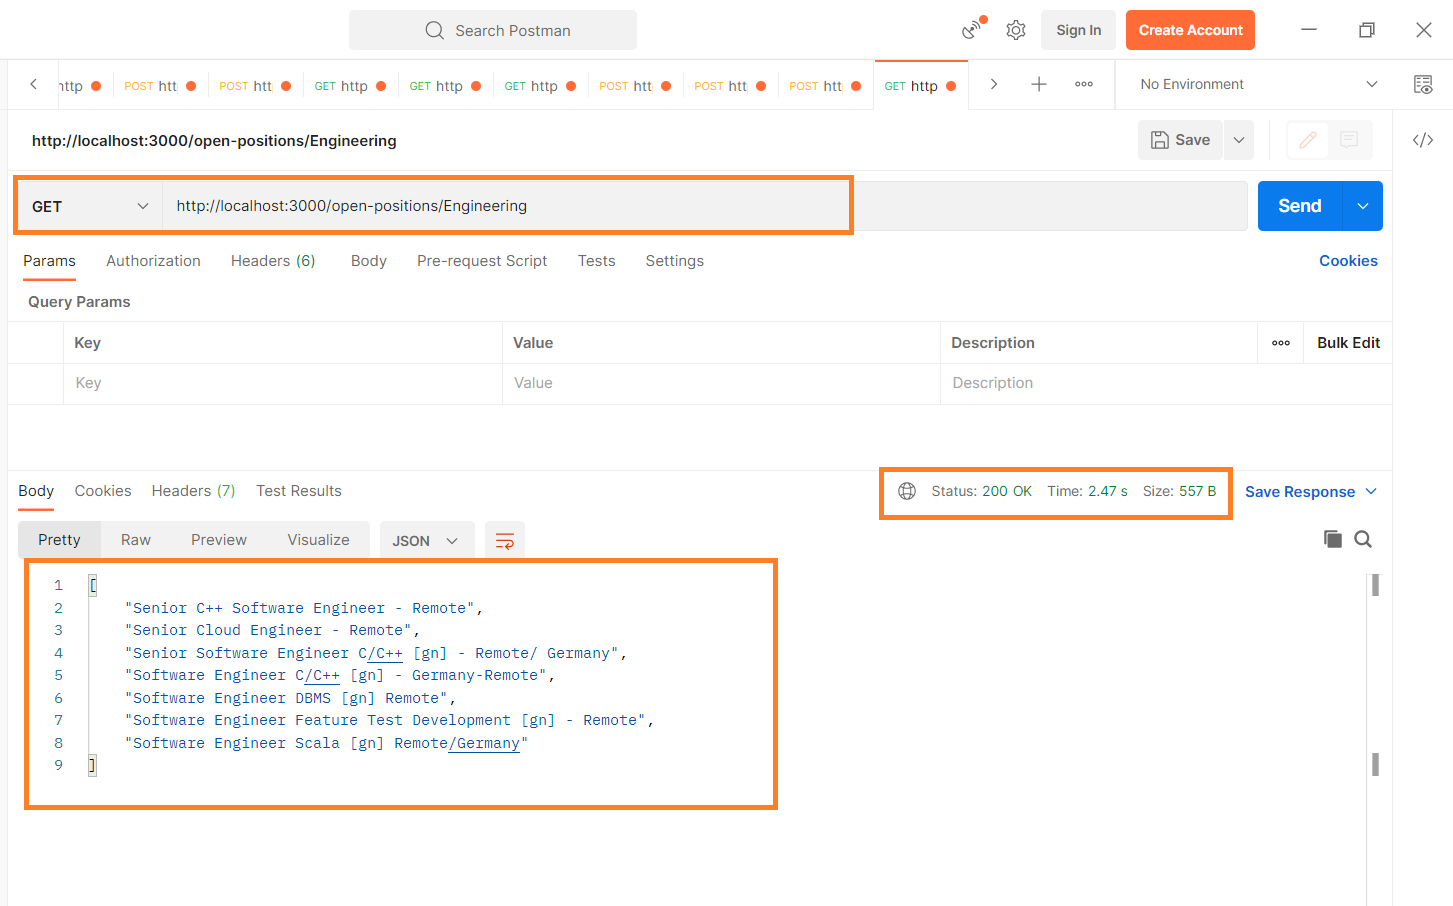 Search Postman
Sign In
Create Account
http
POST htt
POST htt
GET http
GET http
GET http
POST htt
POST htt
POST htt
GET http
No Environment
http://localhost:3000/open-positions/Engineering
Save
GET
http://localhost:3000/open-positions/Engineering
Send
Params Authorization Headers (6) Body Pre-request Script Tests Settings Cookies
Query Params
Key Value Description Bulk Edit
Key Value Description
Body Cookies Headers (7) Test Results Status: 200 OK Time: 2.47 s Size: 557 B Save Response
Pretty Raw Preview Visualize JSON
1 [
2 "Senior C++ Software Engineer - Remote",
3 "Senior Cloud Engineer - Remote",
4 "Senior Software Engineer C/C++ [gn] - Remote/ Germany",
5 "Software Engineer C/C++ [gn] - Germany-Remote",
6 "Software Engineer DBMS [gn] Remote",
7 "Software Engineer Feature Test Development [gn] - Remote",
8 "Software Engineer Scala [gn] Remote/Germany"
9 ]